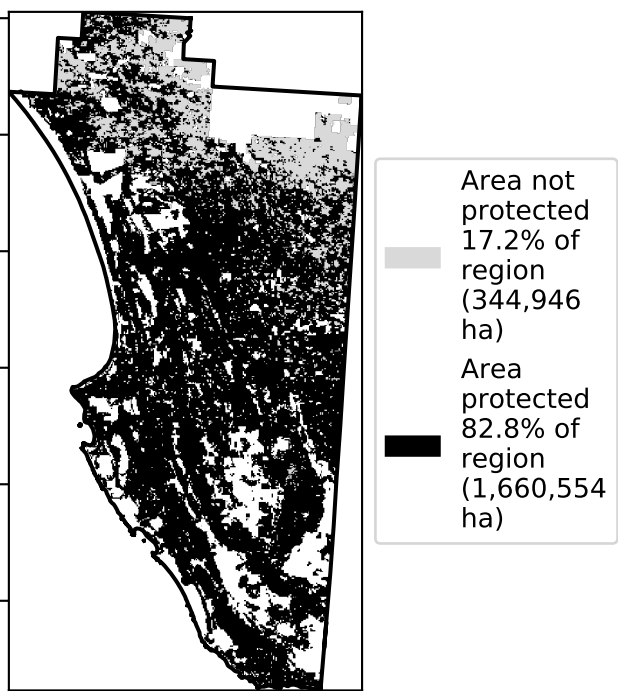 Area not
protected
17.2% of
region
(344,946
ha)
Area
protected
82.8% of
region
(1,660,554
ha)